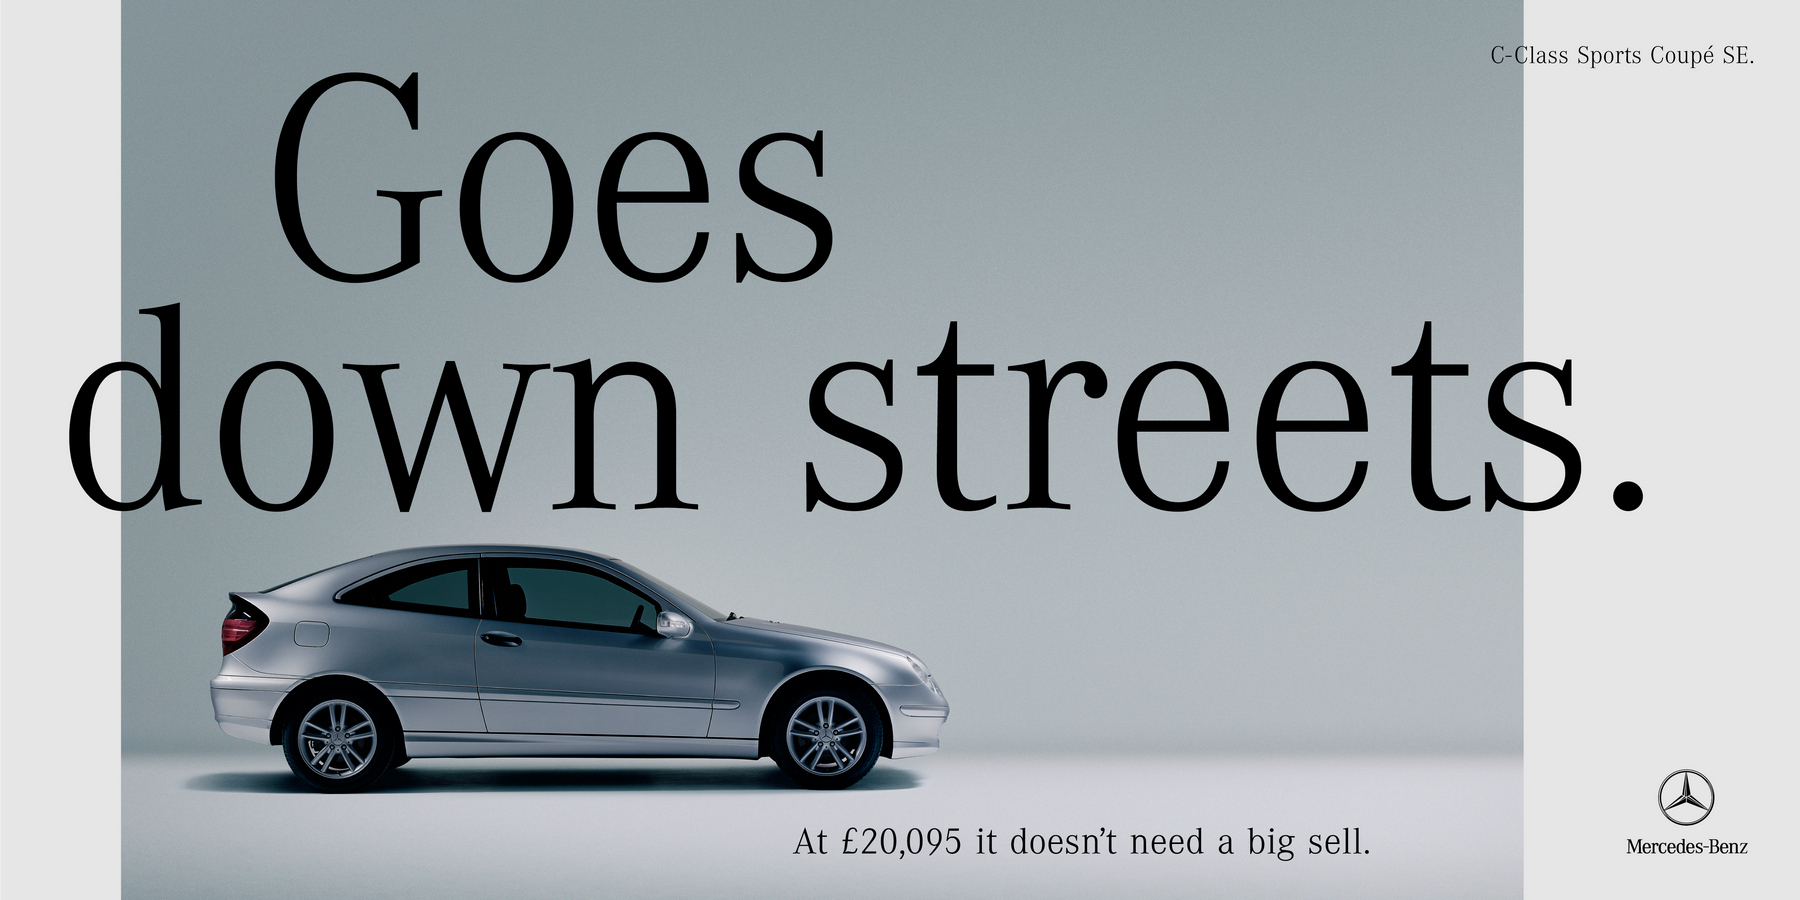 C-Class Sports Coupé SE.
Goes
down streets.
At £20,095 it doesn’t need a big sell.
Mercedes-Benz